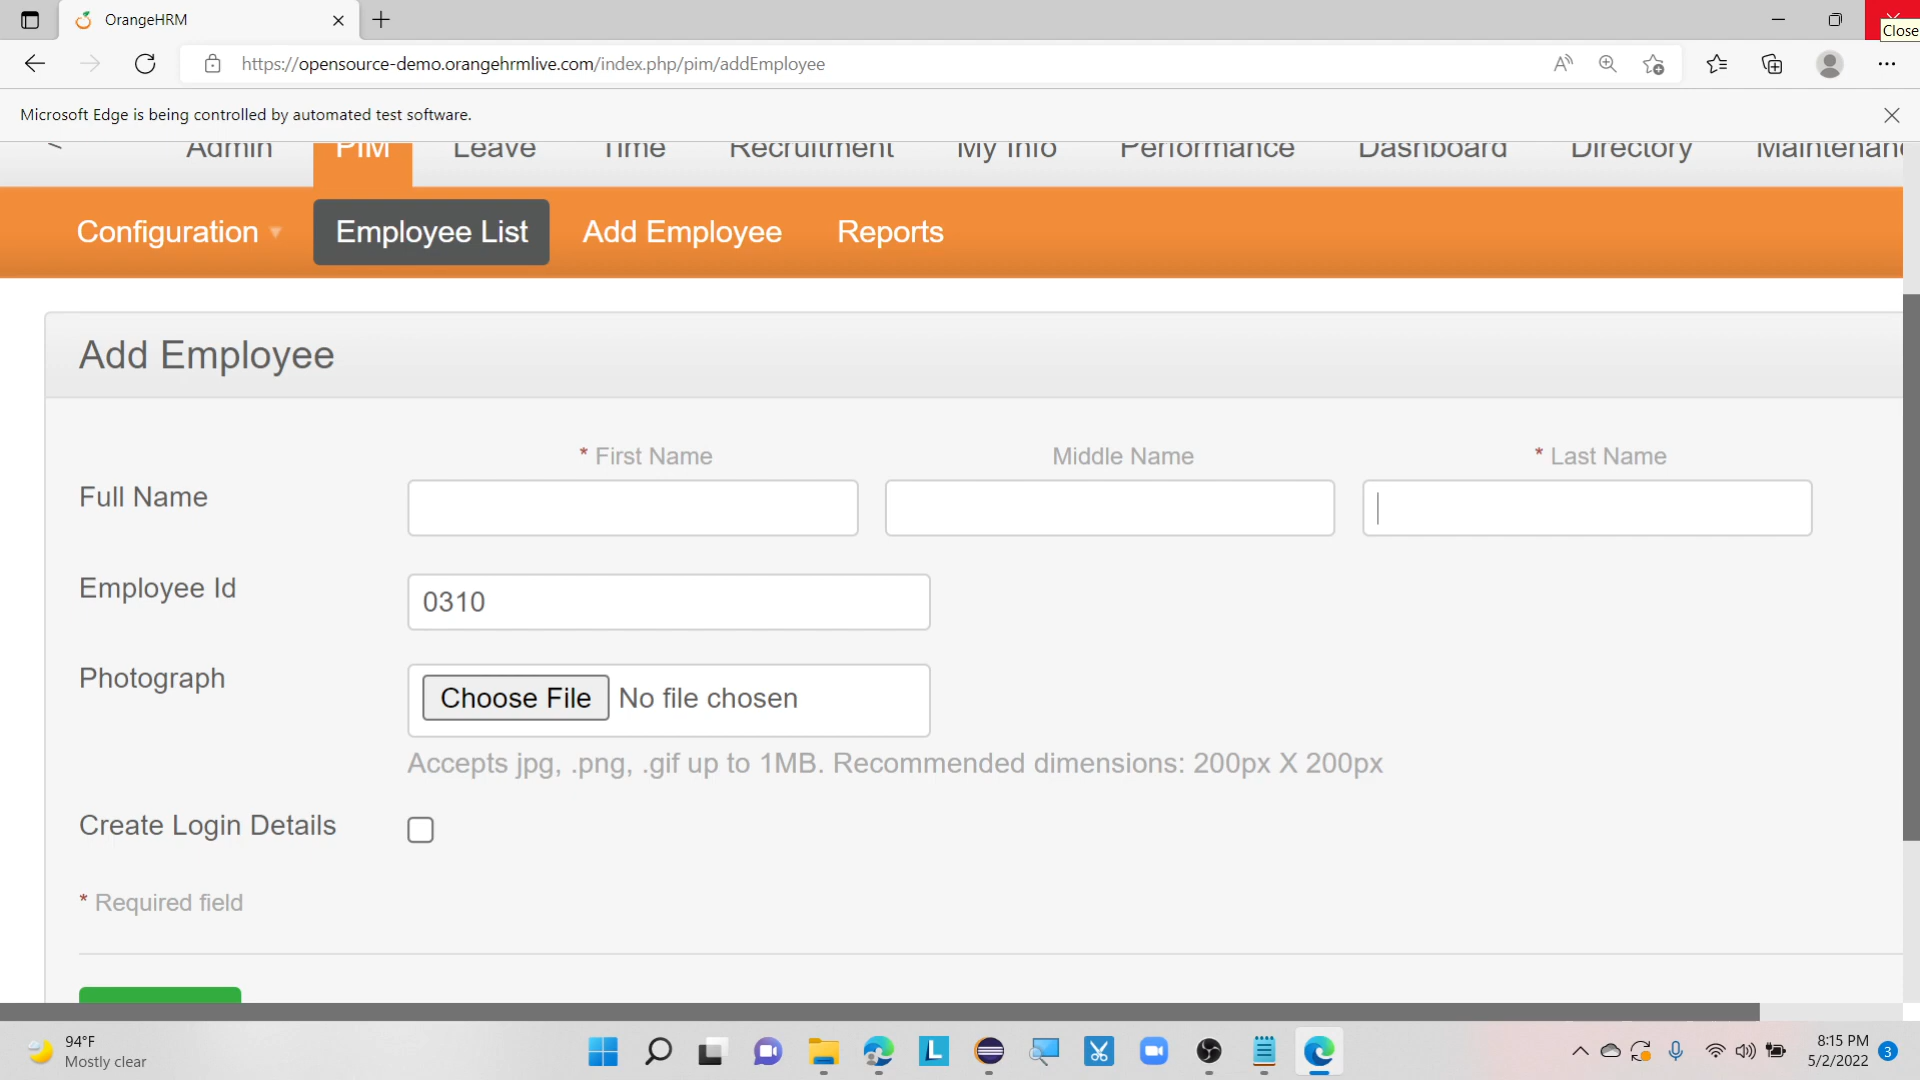 OrangeHRM
Close
https://opensource-demo.orangehrmlive.com/index.php/pim/addEmployee
Microsoft Edge is being controlled by automated test software.
Admin PIM Leave Time Recruitment My Info Performance Dashboard Directory Maintenanc
Configuration Employee List Add Employee Reports
Add Employee
* First Name Middle Name * Last Name
Full Name
Employee Id 0310
Photograph Choose File No file chosen
Accepts jpg, .png, .gif up to 1MB. Recommended dimensions: 200px X 200px
Create Login Details
* Required field
94°F
Mostly clear
8:15 PM
5/2/2022
3